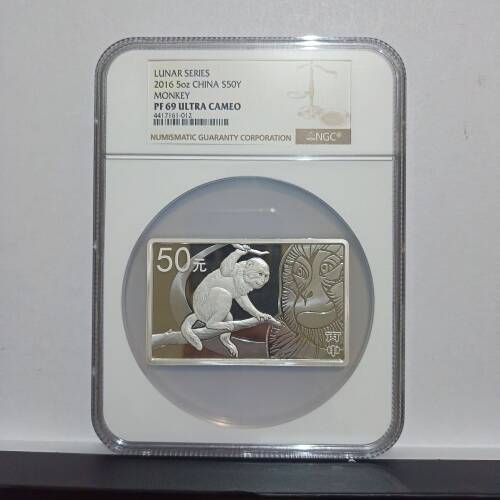 LUNAR SERIES
2016 5oz CHINA S50Y
MONKEY
PF 69 ULTRA CAMEO
4417161-012
NUMISMATIC GUARANTY CORPORATION NGC®
50元
丙
申